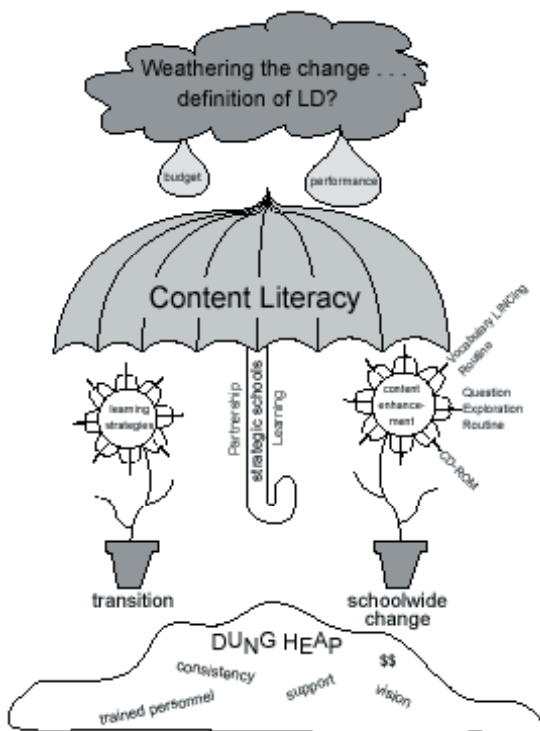 Weathering the change . . .
definition of LD?
budget
performance
Content Literacy
Partnership
strategic schools
Learning
learning
strategies
content
enhance-
ment
Vocabulary LINCing
Routine
Question
Exploration
Routine
CD-ROM
transition
schoolwide
change
DUNG HEAP
$$
consistency
support
vision
trained personnel